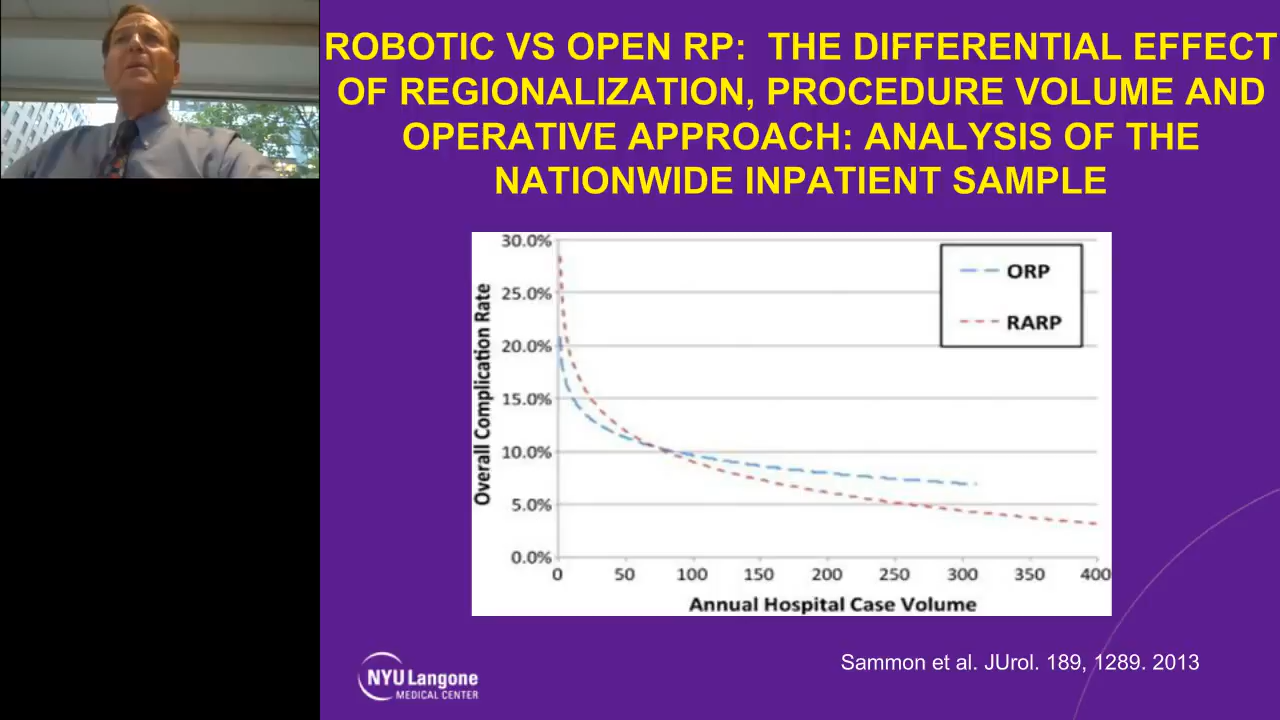 ROBOTIC VS OPEN RP: THE DIFFERENTIAL EFFECT
OF REGIONALIZATION, PROCEDURE VOLUME AND
OPERATIVE APPROACH: ANALYSIS OF THE
NATIONWIDE INPATIENT SAMPLE
30.0%
25.0%
20.0%
15.0%
10.0%
5.0%
0.0%
Overall Complication Rate
ORP
RARP
0 50 100 150 200 250 300 350 400
Annual Hospital Case Volume
Sammon et al. JUrol. 189, 1289. 2013
NYU Langone
MEDICAL CENTER